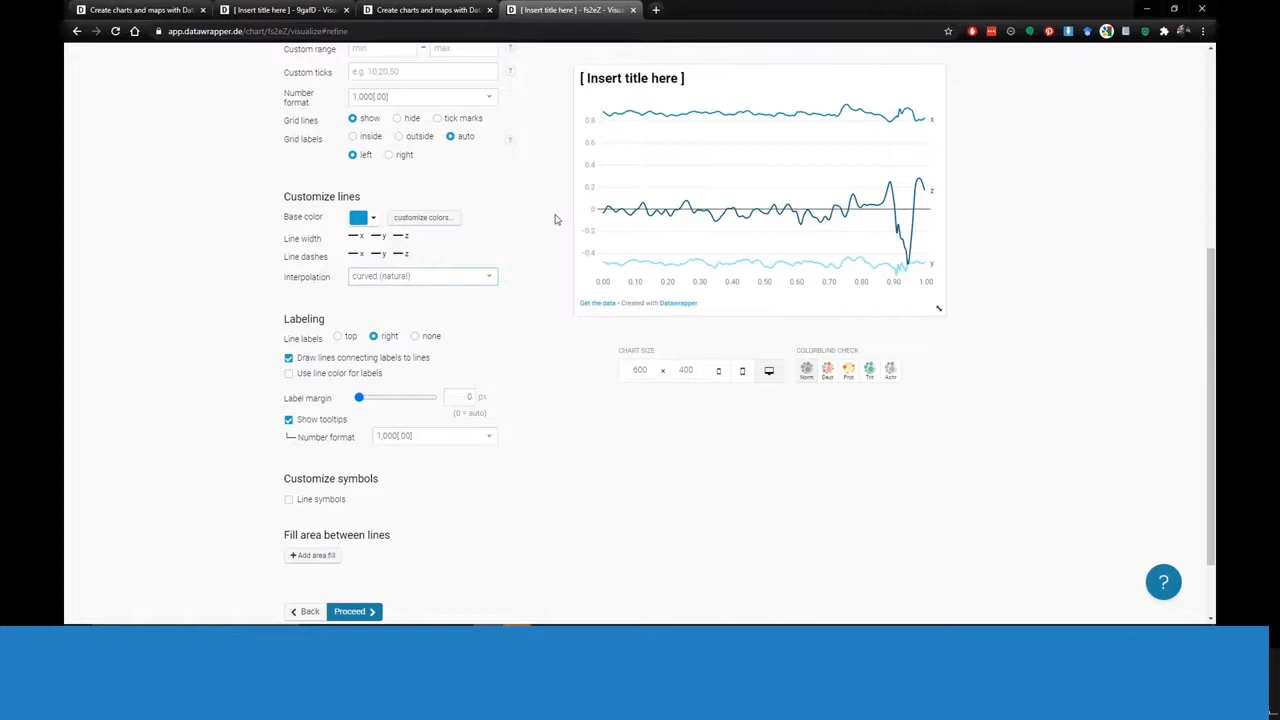 Create charts and maps with Dat
[ Insert title here ] - 9gafD - Visu
Create charts and maps with Dat
[ Insert title here ] - fs2eZ - Visual
app.datawrapper.de/chart/fs2eZ/visualize#refine
Custom range min – max ?
Custom ticks e.g. 10,20,50 ?
Number format 1,000[.00]
Grid lines show hide tick marks
Grid labels inside outside auto ?
left right
Customize lines
Base color customize colors...
Line width x y z
Line dashes x y z
Interpolation curved (natural)
Labeling
Line labels top right none
Draw lines connecting labels to lines
Use line color for labels
Label margin 0 px
(0 = auto)
Show tooltips
Number format 1,000[.00]
Customize symbols
Line symbols
Fill area between lines
+ Add area fill
Back Proceed
[ Insert title here ]
0.8
0.6
0.4
0.2
0
−0.2
−0.4
x
z
y
0.00 0.10 0.20 0.30 0.40 0.50 0.60 0.70 0.80 0.90 1.00
Get the data • Created with Datawrapper
CHART SIZE
600 x 400
COLORBLIND CHECK
Norm Deut Prot Trit Achr
?